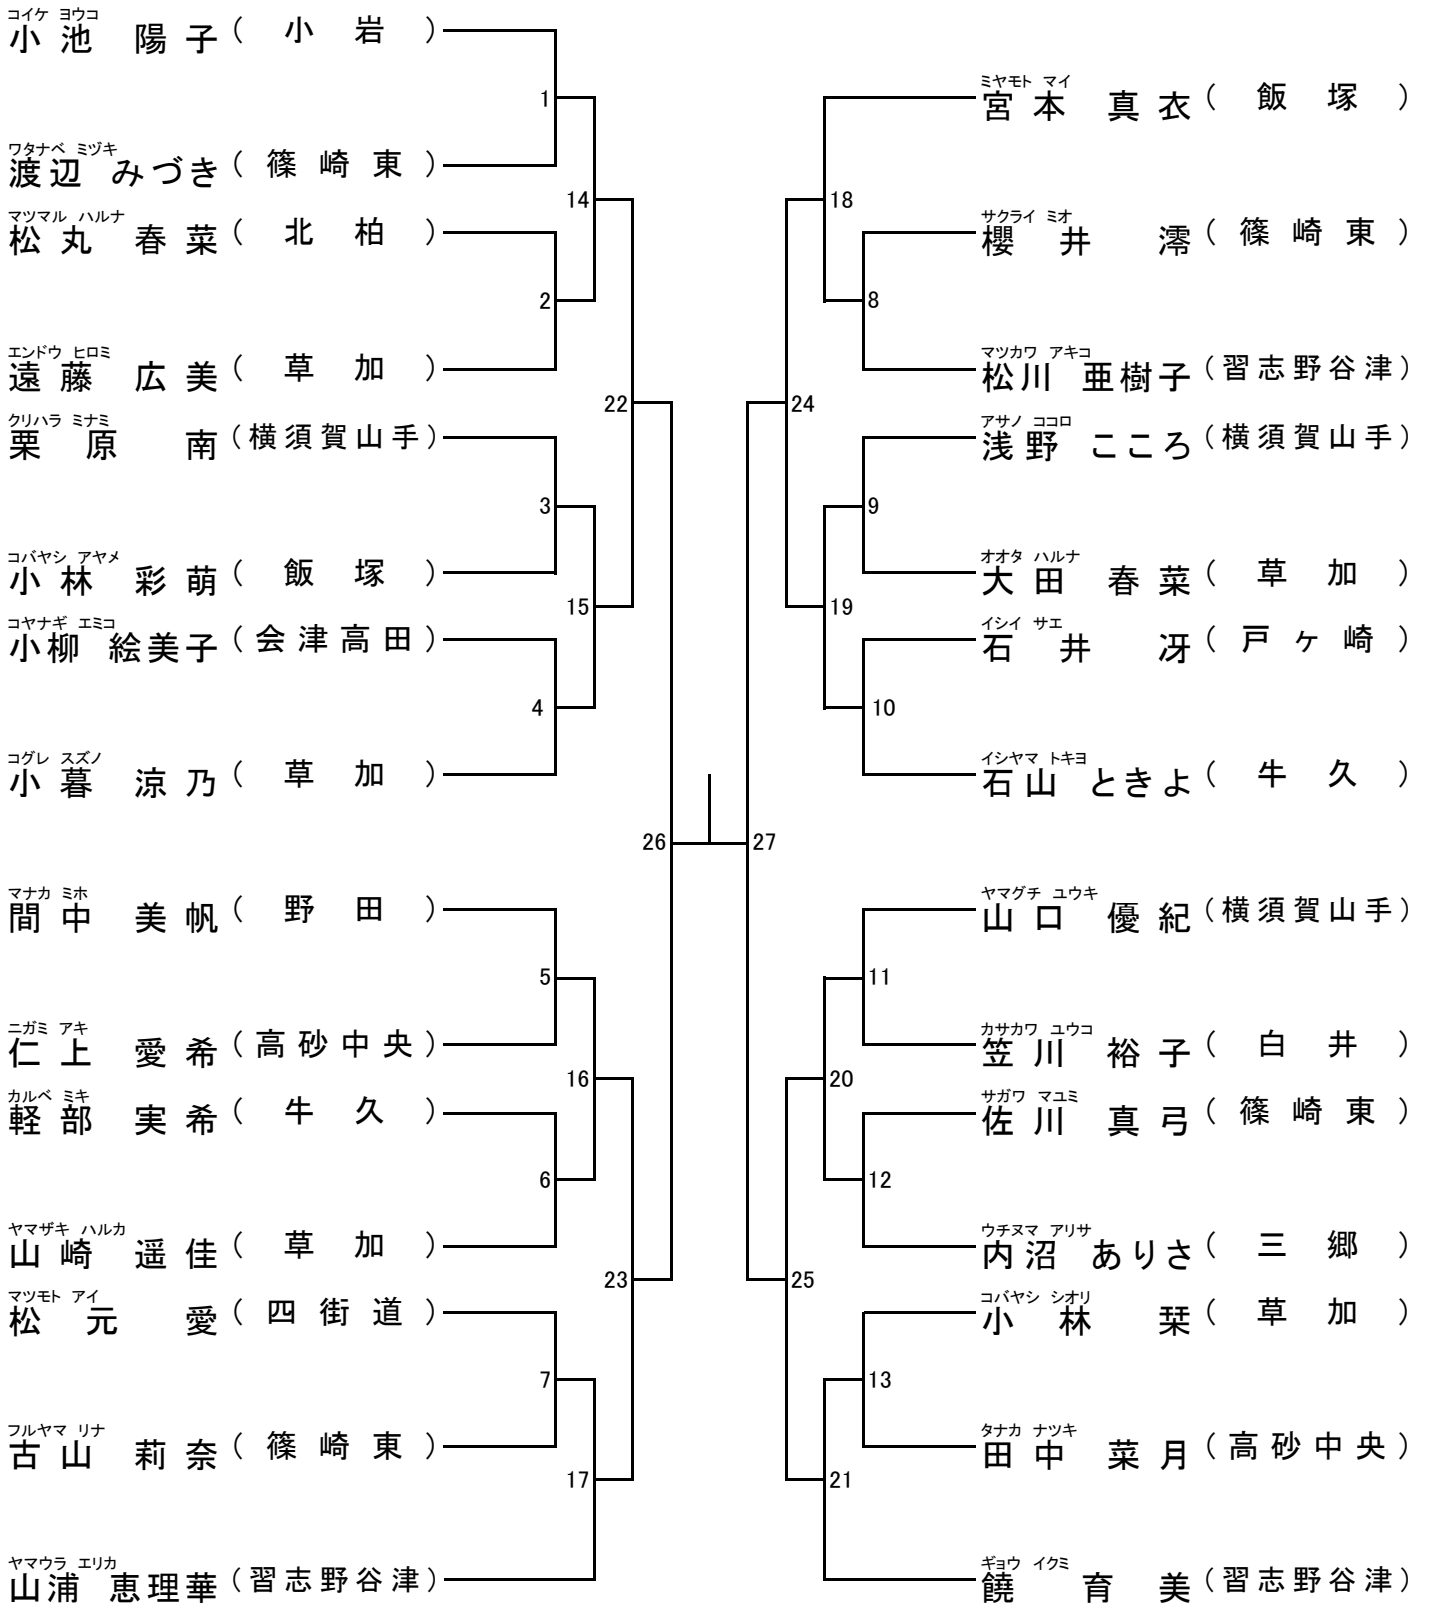 コイケ ヨウコ
小池 陽子 ( 小岩 )
1
ワタナベ ミヅキ
渡辺 みづき ( 篠崎東 )
14
マツマル ハルナ
松丸 春菜 ( 北柏 )
2
エンドウ ヒロミ
遠藤 広美 ( 草加 )
22
クリハラ ミナミ
栗原 南 ( 横須賀山手 )
3
コバヤシ アヤメ
小林 彩萌 ( 飯塚 )
15
コヤナギ エミコ
小柳 絵美子 ( 会津高田 )
4
コグレ スズノ
小暮 涼乃 ( 草加 )
26
マナカ ミホ
間中 美帆 ( 野田 )
5
ニガミ アキ
仁上 愛希 ( 高砂中央 )
16
カルベ ミキ
軽部 実希 ( 牛久 )
6
ヤマザキ ハルカ
山崎 遥佳 ( 草加 )
23
マツモト アイ
松元 愛 ( 四街道 )
7
フルヤマ リナ
古山 莉奈 ( 篠崎東 )
17
ヤマウラ エリカ
山浦 恵理華 ( 習志野谷津 )
ミヤモト マイ
宮本 真衣 ( 飯塚 )
18
サクライ ミオ
櫻井 澪 ( 篠崎東 )
8
マツカワ アキコ
松川 亜樹子 ( 習志野谷津 )
24
アサノ ココロ
浅野 こころ ( 横須賀山手 )
9
オオタ ハルナ
大田 春菜 ( 草加 )
19
イシイ サエ
石井 冴 ( 戸ヶ崎 )
10
イシヤマ トキヨ
石山 ときよ ( 牛久 )
27
ヤマグチ ユウキ
山口 優紀 ( 横須賀山手 )
11
カサカワ ユウコ
笠川 裕子 ( 白井 )
20
サガワ マユミ
佐川 真弓 ( 篠崎東 )
12
ウチヌマ アリサ
内沼 ありさ ( 三郷 )
25
コバヤシ シオリ
小林 栞 ( 草加 )
13
タナカ ナツキ
田中 菜月 ( 高砂中央 )
21
ギョウ イクミ
饒 育美 ( 習志野谷津 )